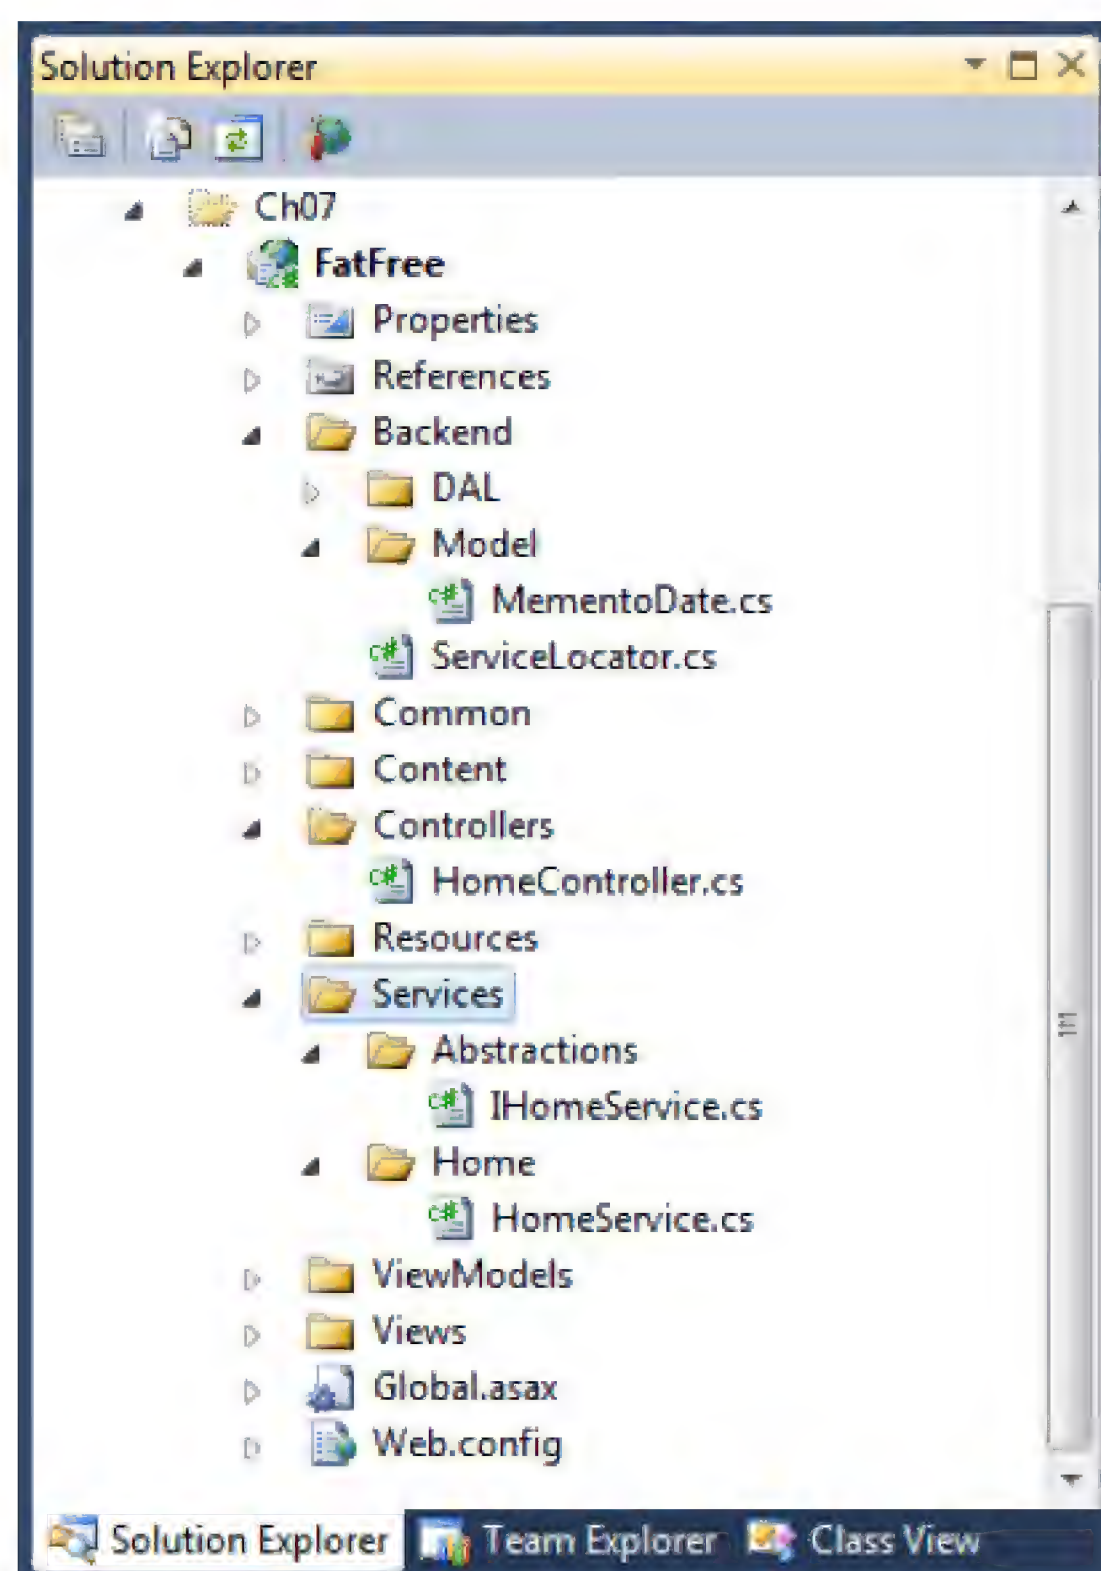 Solution Explorer
Ch07
FatFree
Properties
References
Backend
DAL
Model
MementoDate.cs
ServiceLocator.cs
Common
Content
Controllers
HomeController.cs
Resources
Services
Abstractions
IHomeService.cs
Home
HomeService.cs
ViewModels
Views
Global.asax
Web.config
Solution Explorer Team Explorer Class View